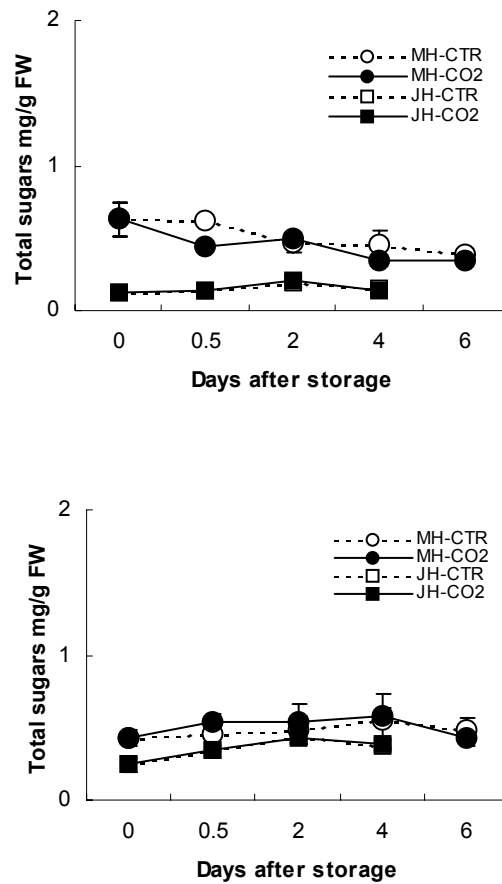 2
MH-CTR
MH-CO2
JH-CTR
JH-CO2
1
0
Total sugars mg/g FW
0 0.5 2 4 6
Days after storage
2
MH-CTR
MH-CO2
JH-CTR
JH-CO2
1
0
Total sugars mg/g FW
0 0.5 2 4 6
Days after storage